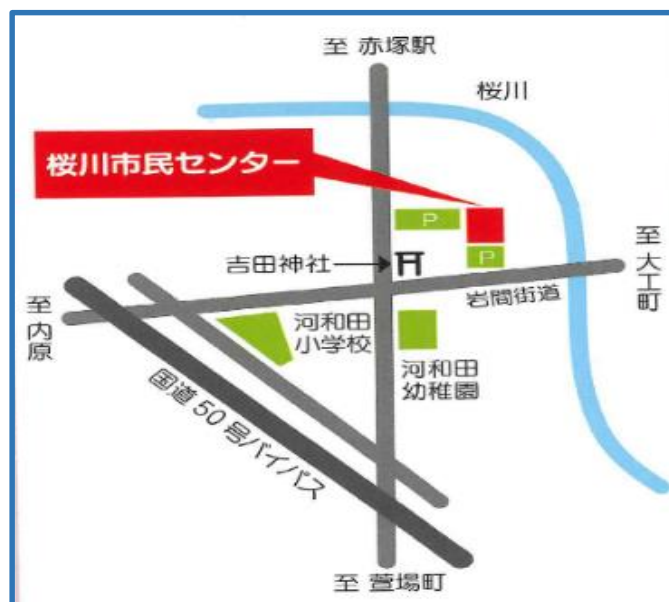 至 赤塚駅
桜川
桜川市民センター
P
吉田神社
P
至大工町
岩間街道
至内原
河和田
小学校
河和田
幼稚園
国道50号バイパス
至 萱場町